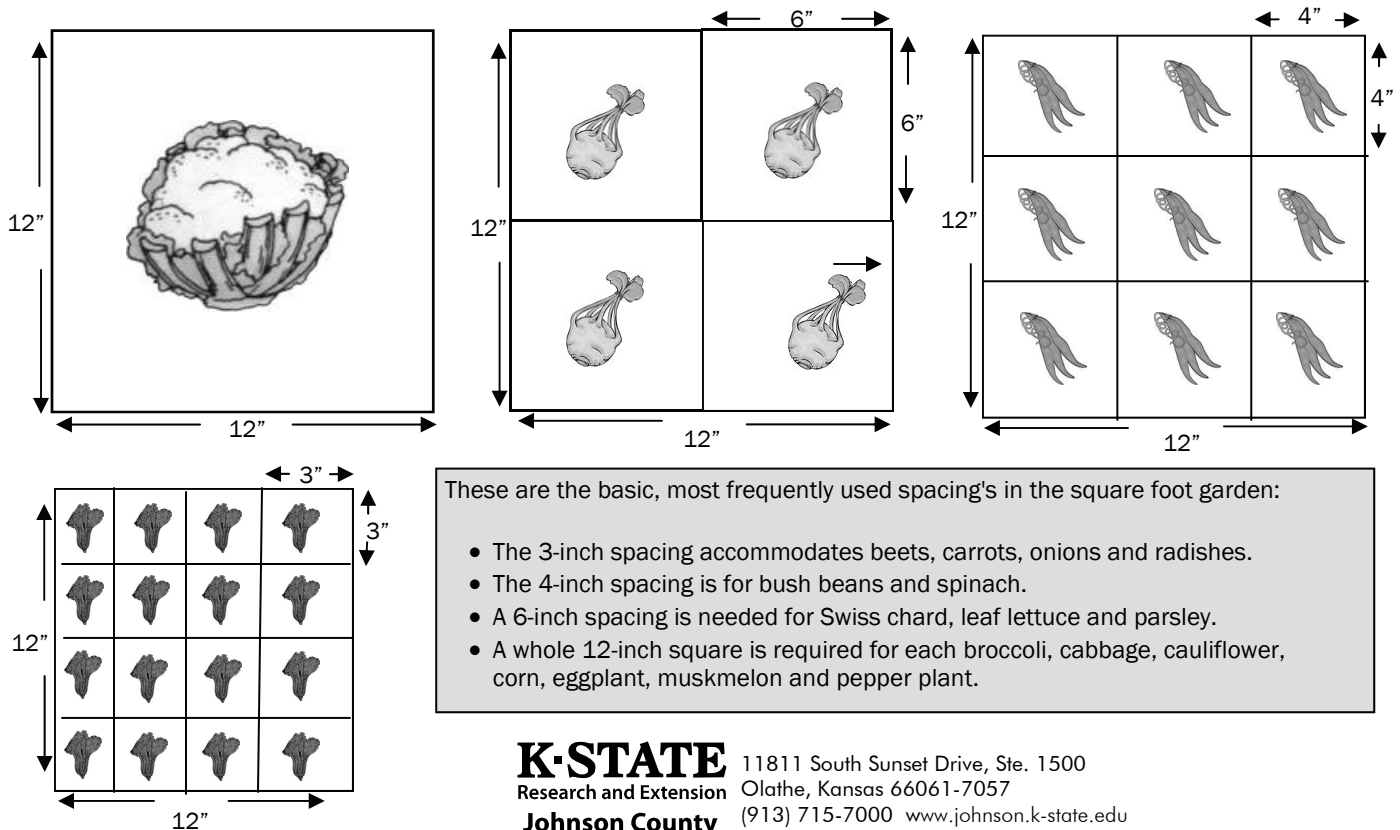 12”
12”
6”
6”
12”
12”
4”
4”
12”
12”
3”
3”
12”
12”
These are the basic, most frequently used spacing's in the square foot garden:
• The 3-inch spacing accommodates beets, carrots, onions and radishes.
• The 4-inch spacing is for bush beans and spinach.
• A 6-inch spacing is needed for Swiss chard, leaf lettuce and parsley.
• A whole 12-inch square is required for each broccoli, cabbage, cauliflower,
corn, eggplant, muskmelon and pepper plant.
K-STATE
Research and Extension
Johnson County
11811 South Sunset Drive, Ste. 1500
Olathe, Kansas 66061-7057
(913) 715-7000 www.johnson.k-state.edu